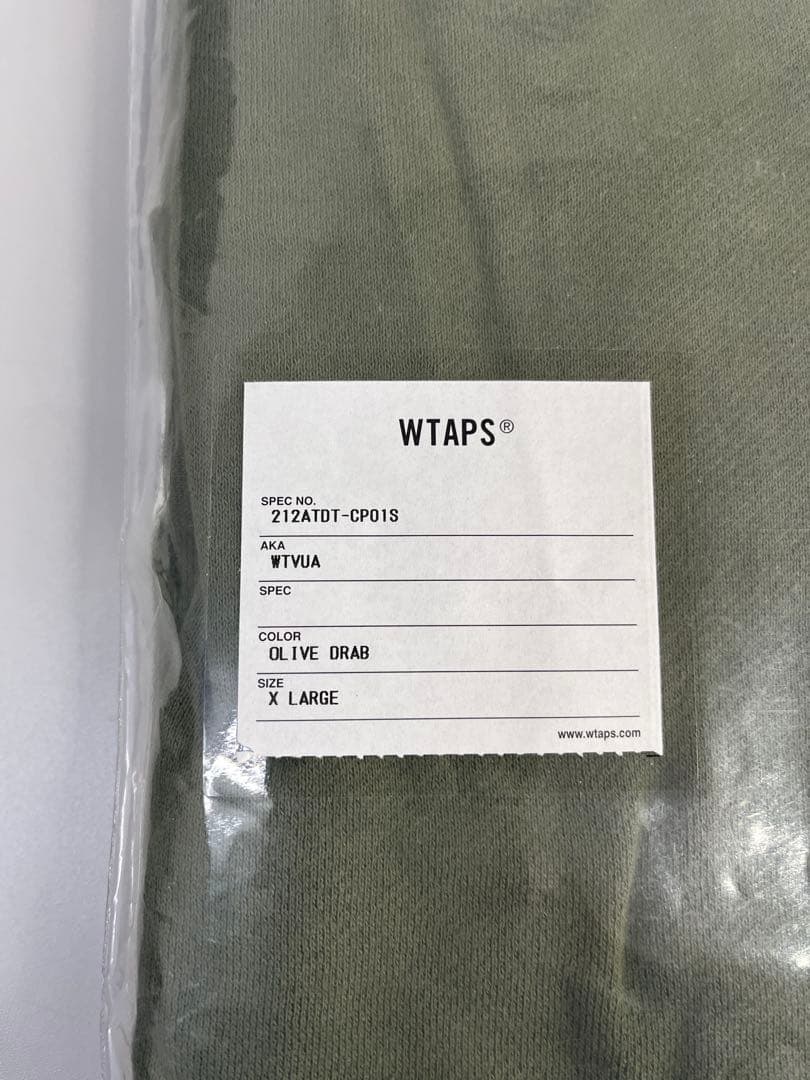 WTAPS®
SPEC NO.
212ATDT-CP01S
AKA
WTVUA
SPEC
COLOR
OLIVE DRAB
SIZE
X LARGE
www.wtaps.com